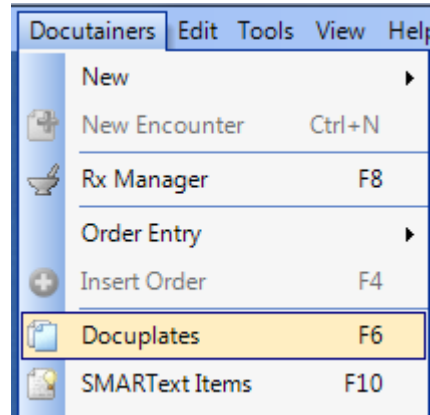 Docutainers Edit Tools View Help
New
New Encounter Ctrl+N
Rx Manager F8
Order Entry
Insert Order F4
Docuplates F6
SMARText Items F10